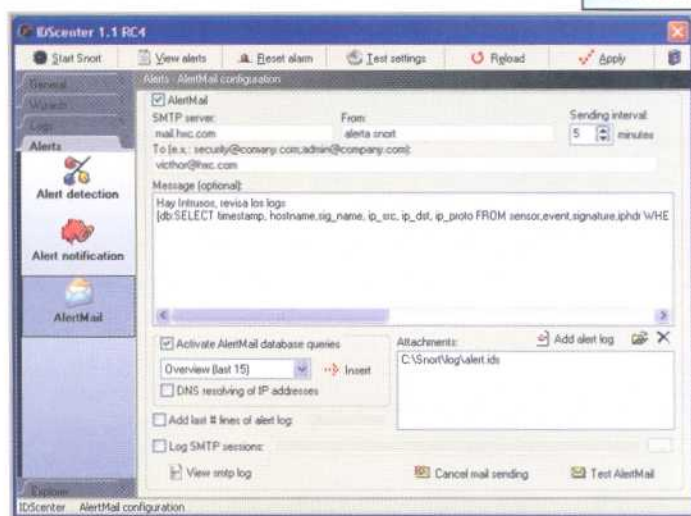 IDScenter 1.1 RC4
Start Snort View alerts Reset alarm Test settings Reload Apply
General
Alerts - AlertMail configuration
Wizards
Logs
Alerts
Alert detection
Alert notification
AlertMail
Explorer
AlertMail
SMTP server: From: Sending interval:
mail.hxc.com alerta snort 5 minutes
To (e.x.: security@comany.com,admin@company.com):
victhor@hxc.com
Message (optional):
Hay Intrusos, revisa los logs
[db:SELECT timestamp, hostname,sig_name, ip_src, ip_dst, ip_proto FROM sensor,event,signature,iphdr WHE
Activate AlertMail database queries
Overview (last 15) Insert
DNS resolving of IP addresses
Attachments: Add alert log
C:\Snort\log\alert.ids
Add last # lines of alert log
Log SMTP sessions:
View smtp log Cancel mail sending Test AlertMail
IDScenter AlertMail configuration